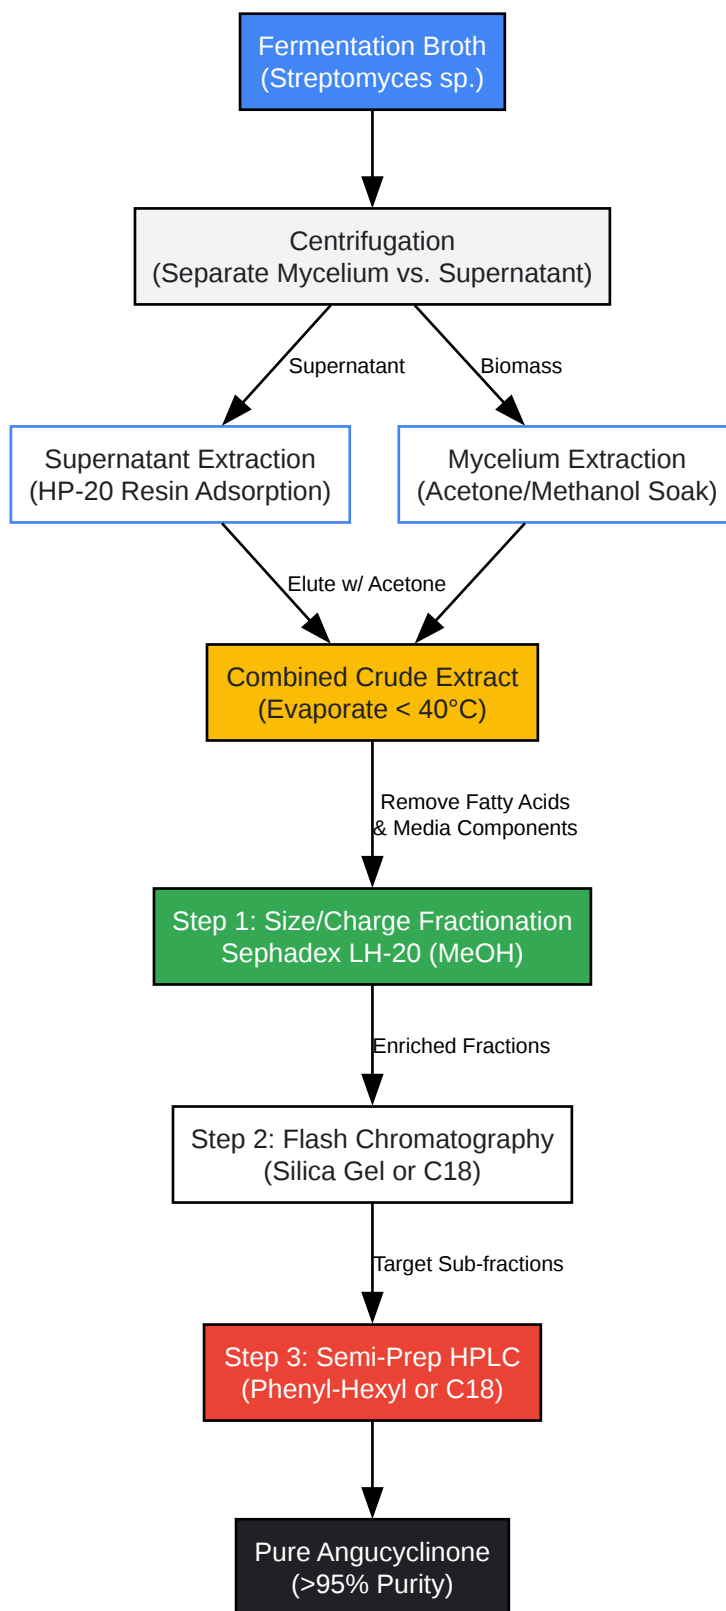 Fermentation Broth
(Streptomyces sp.)
Centrifugation
(Separate Mycelium vs. Supernatant)
Supernatant
Biomass
Supernatant Extraction
(HP-20 Resin Adsorption)
Mycelium Extraction
(Acetone/Methanol Soak)
Elute w/ Acetone
Combined Crude Extract
(Evaporate < 40°C)
Remove Fatty Acids
& Media Components
Step 1: Size/Charge Fractionation
Sephadex LH-20 (MeOH)
Enriched Fractions
Step 2: Flash Chromatography
(Silica Gel or C18)
Target Sub-fractions
Step 3: Semi-Prep HPLC
(Phenyl-Hexyl or C18)
Pure Angucyclinone
(>95% Purity)